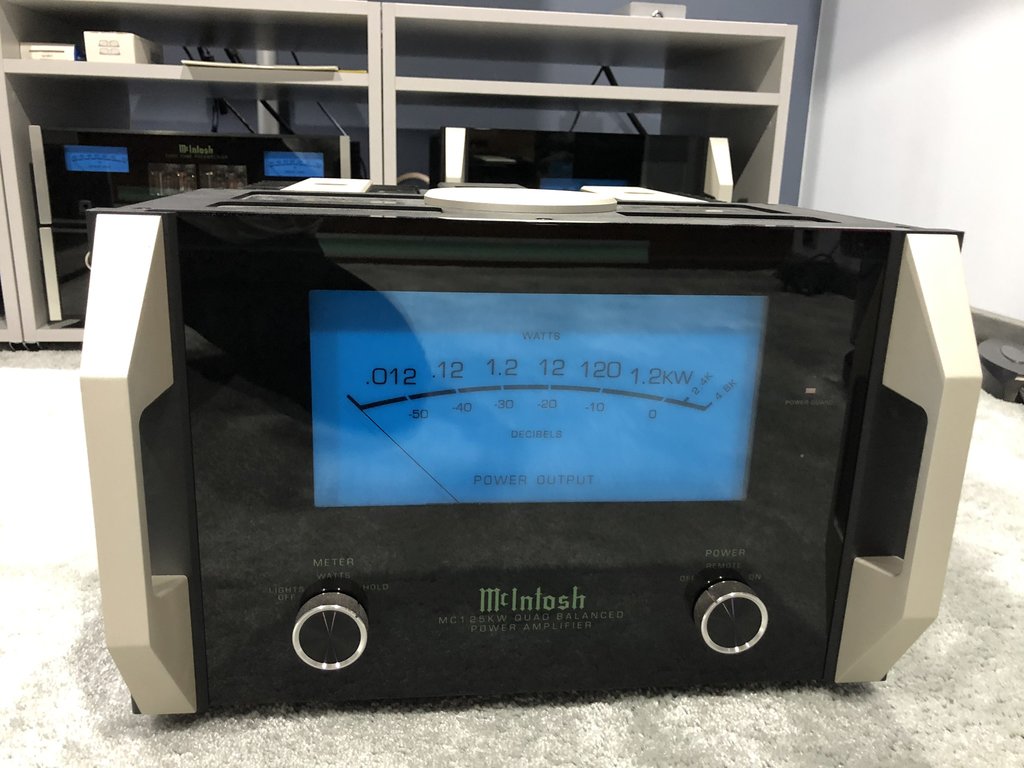 McIntosh
WATTS
.012 .12 1.2 12 120 1.2KW 2.4K 4.8K
-50 -40 -30 -20 -10 0
DECIBELS
POWER OUTPUT
POWER GUARD
METER
WATTS
LIGHTS OFF
HOLD
POWER
REMOTE
OFF
ON
McIntosh
MC1.25KW QUAD BALANCED
POWER AMPLIFIER